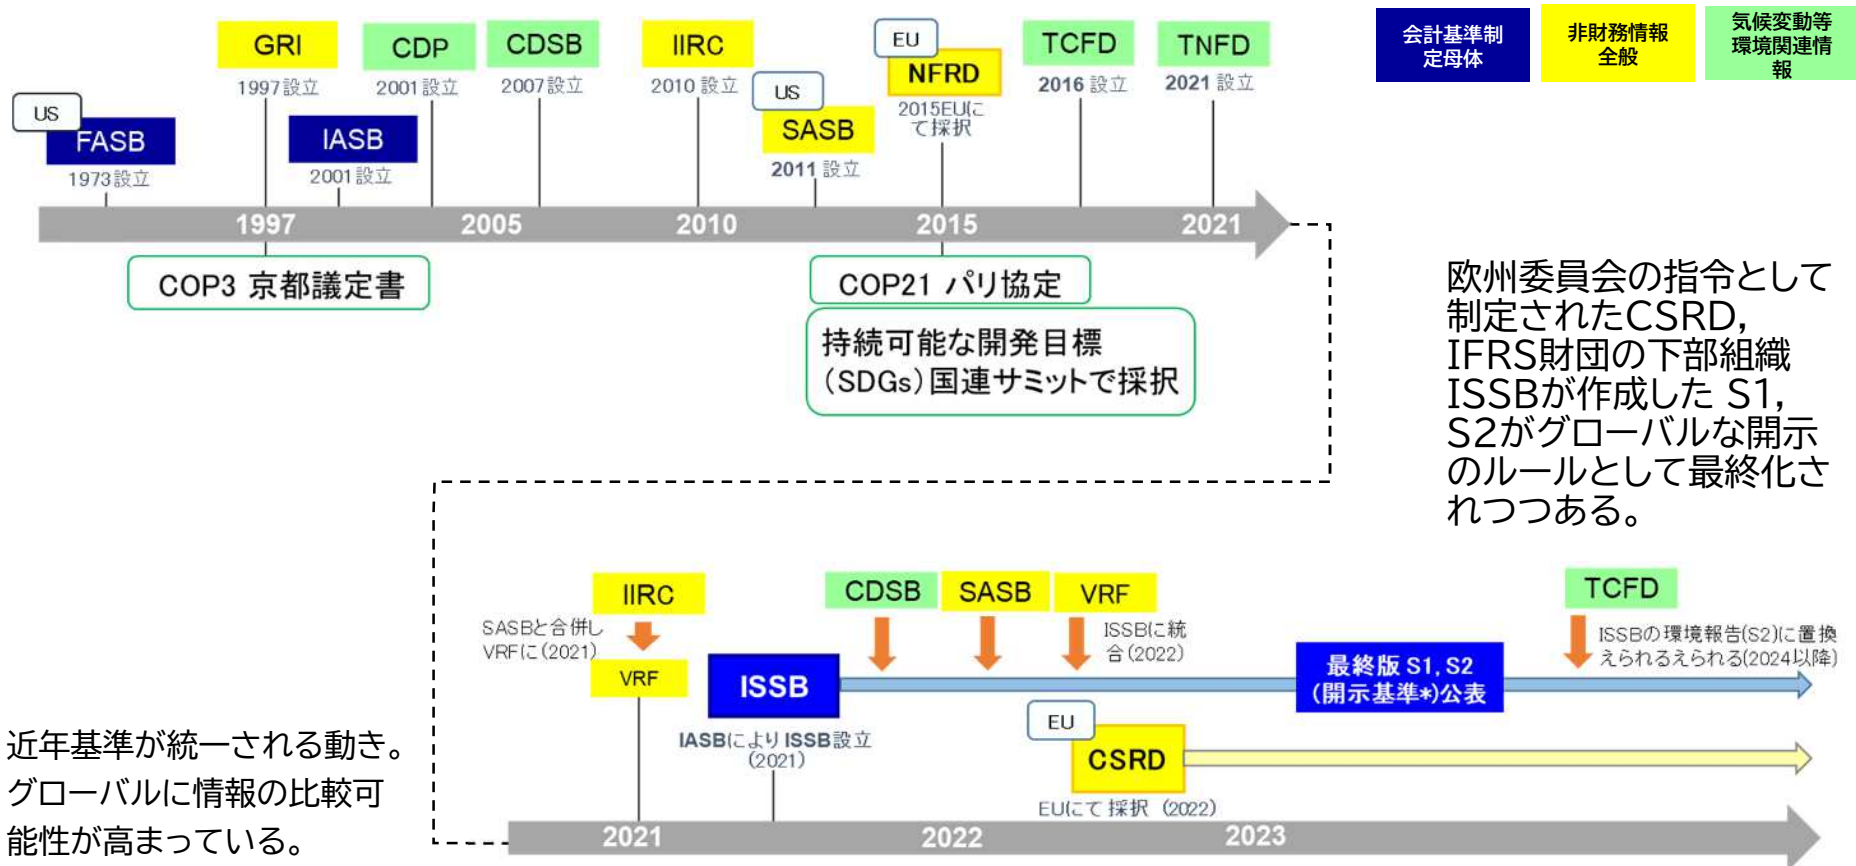 会計基準制
定母体
非財務情報
全般
気候変動等
環境関連情
報
US
FASB
1973設立
GRI
1997設立
IASB
2001設立
CDP
2001設立
CDSB
2007設立
IIRC
2010設立
US
SASB
2011設立
EU
NFRD
2015EUに
て採択
TCFD
2016設立
TNFD
2021設立
1997
2005
2010
2015
2021
COP3 京都議定書
COP21 パリ協定
持続可能な開発目標
(SDGs)国連サミットで採択
欧州委員会の指令として
制定されたCSRD,
IFRS財団の下部組織
ISSBが作成した S1,
S2がグローバルな開示
のルールとして最終化さ
れつつある。
IIRC
SASBと合併し
VRFに(2021)
VRF
ISSB
IASBによりISSB設立
(2021)
CDSB
SASB
VRF
ISSBに統
合(2022)
最終版 S1, S2
(開示基準*)公表
TCFD
ISSBの環境報告(S2)に置換
えられるえられる(2024以降)
EU
CSRD
EUにて 採択 (2022)
2021
2022
2023
近年基準が統一される動き。
グローバルに情報の比較可
能性が高まっている。